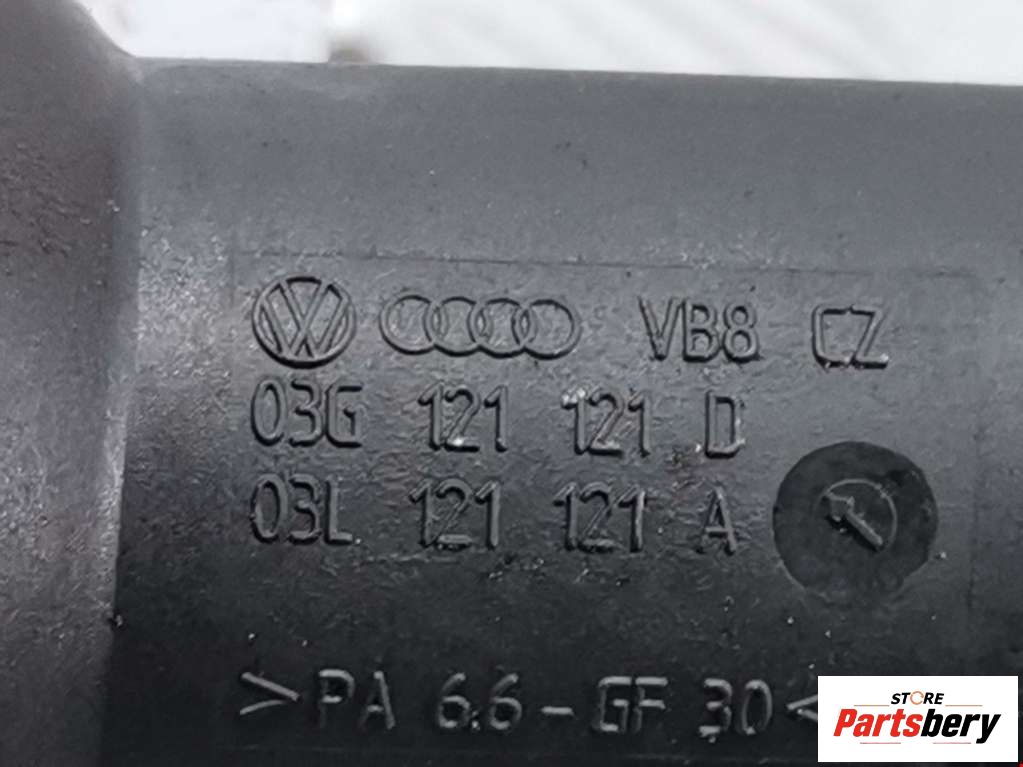 VB8 CZ
03G 121 121 D
03L 121 121 A
>PA 6.6-GF 30<
STORE
Partsbery